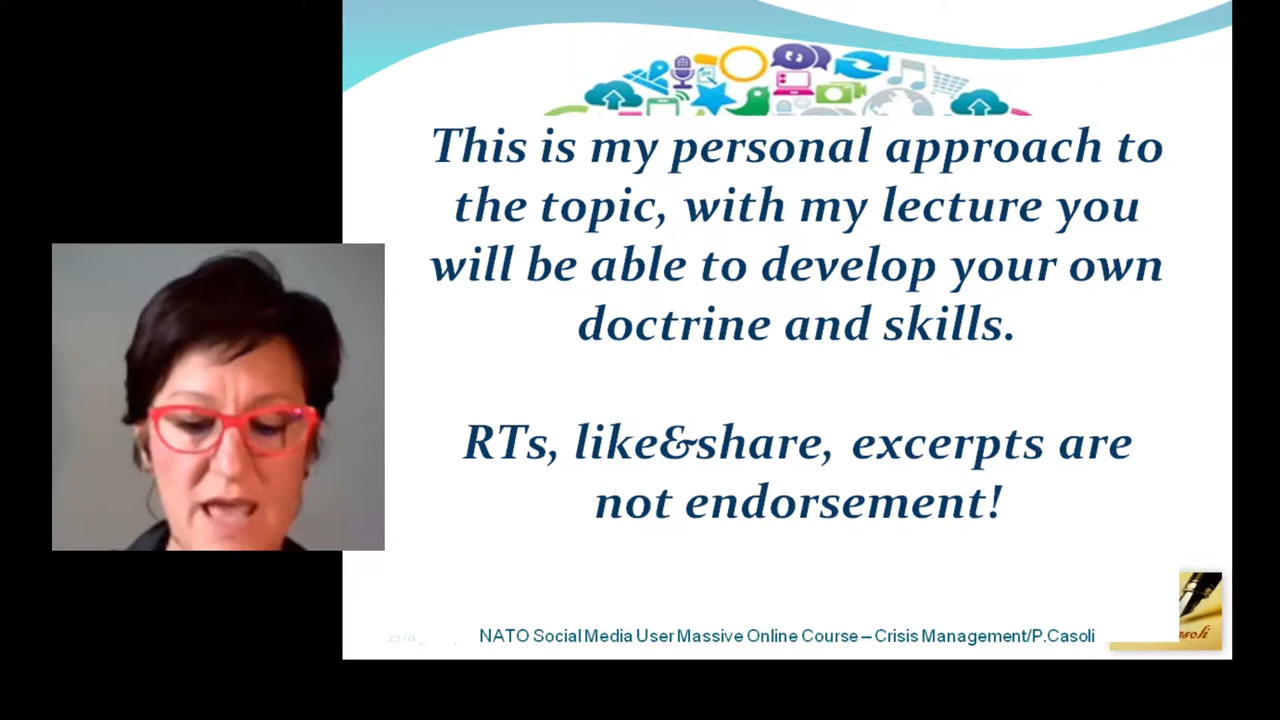 This is my personal approach to
the topic, with my lecture you
will be able to develop your own
doctrine and skills.
RTs, like&share, excerpts are
not endorsement!
NATO Social Media User Massive Online Course – Crisis Management/P.Casoli